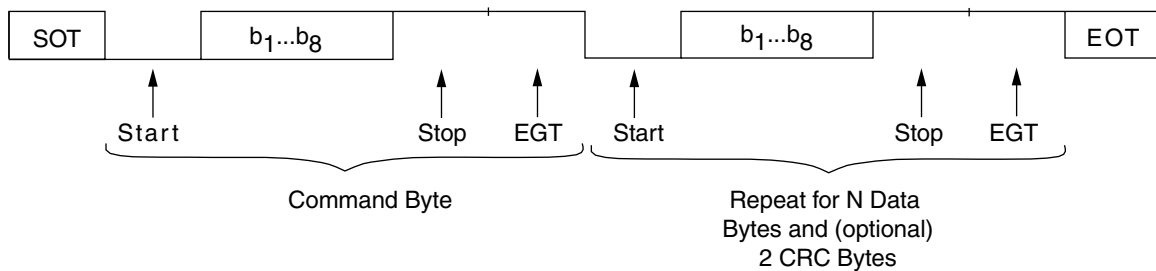 SOT b1...b8 b1...b8 EOT
Start Stop EGT Start Stop EGT
Command Byte Repeat for N Data
Bytes and (optional)
2 CRC Bytes